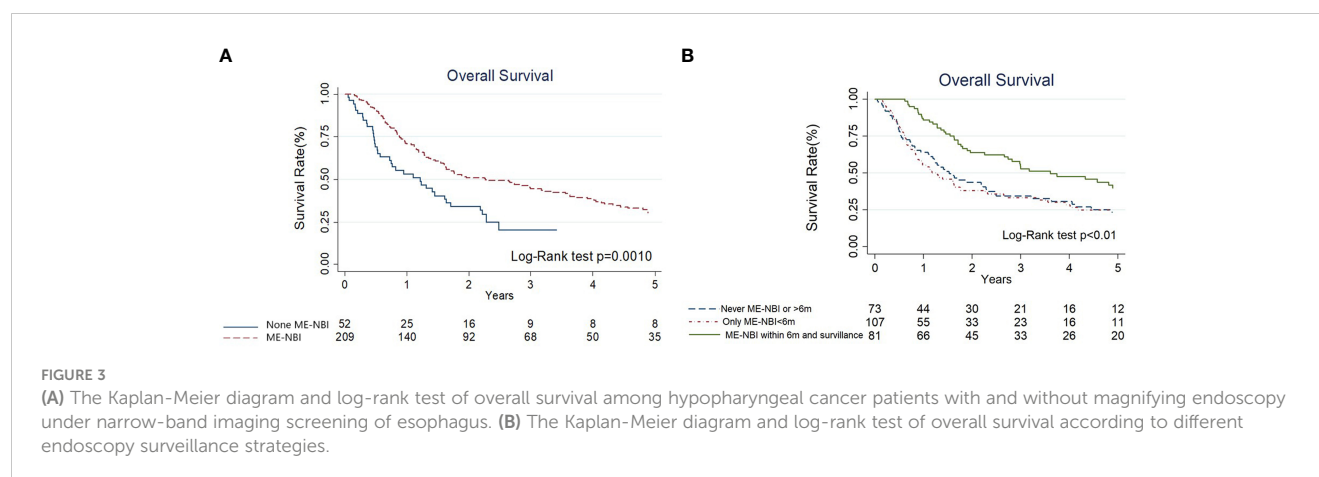 A
Overall Survival
Survival Rate(%)
1.00
0.75
0.50
0.25
0.00
Log-Rank test p=0.0010
0 1 2 3 4 5
Years
None ME-NBI 52 25 16 9 8 8
ME-NBI 209 140 92 68 50 35
B
Overall Survival
Survival Rate(%)
1.00
0.75
0.50
0.25
0.00
Log-Rank test p<0.01
0 1 2 3 4 5
Years
Never ME-NBI or >6m 73 44 30 21 16 12
Only ME-NBI<6m 107 55 33 23 16 11
ME-NBI within 6m and survillance 81 66 45 33 26 20
FIGURE 3
(A) The Kaplan-Meier diagram and log-rank test of overall survival among hypopharyngeal cancer patients with and without magnifying endoscopy
under narrow-band imaging screening of esophagus. (B) The Kaplan-Meier diagram and log-rank test of overall survival according to different
endoscopy surveillance strategies.